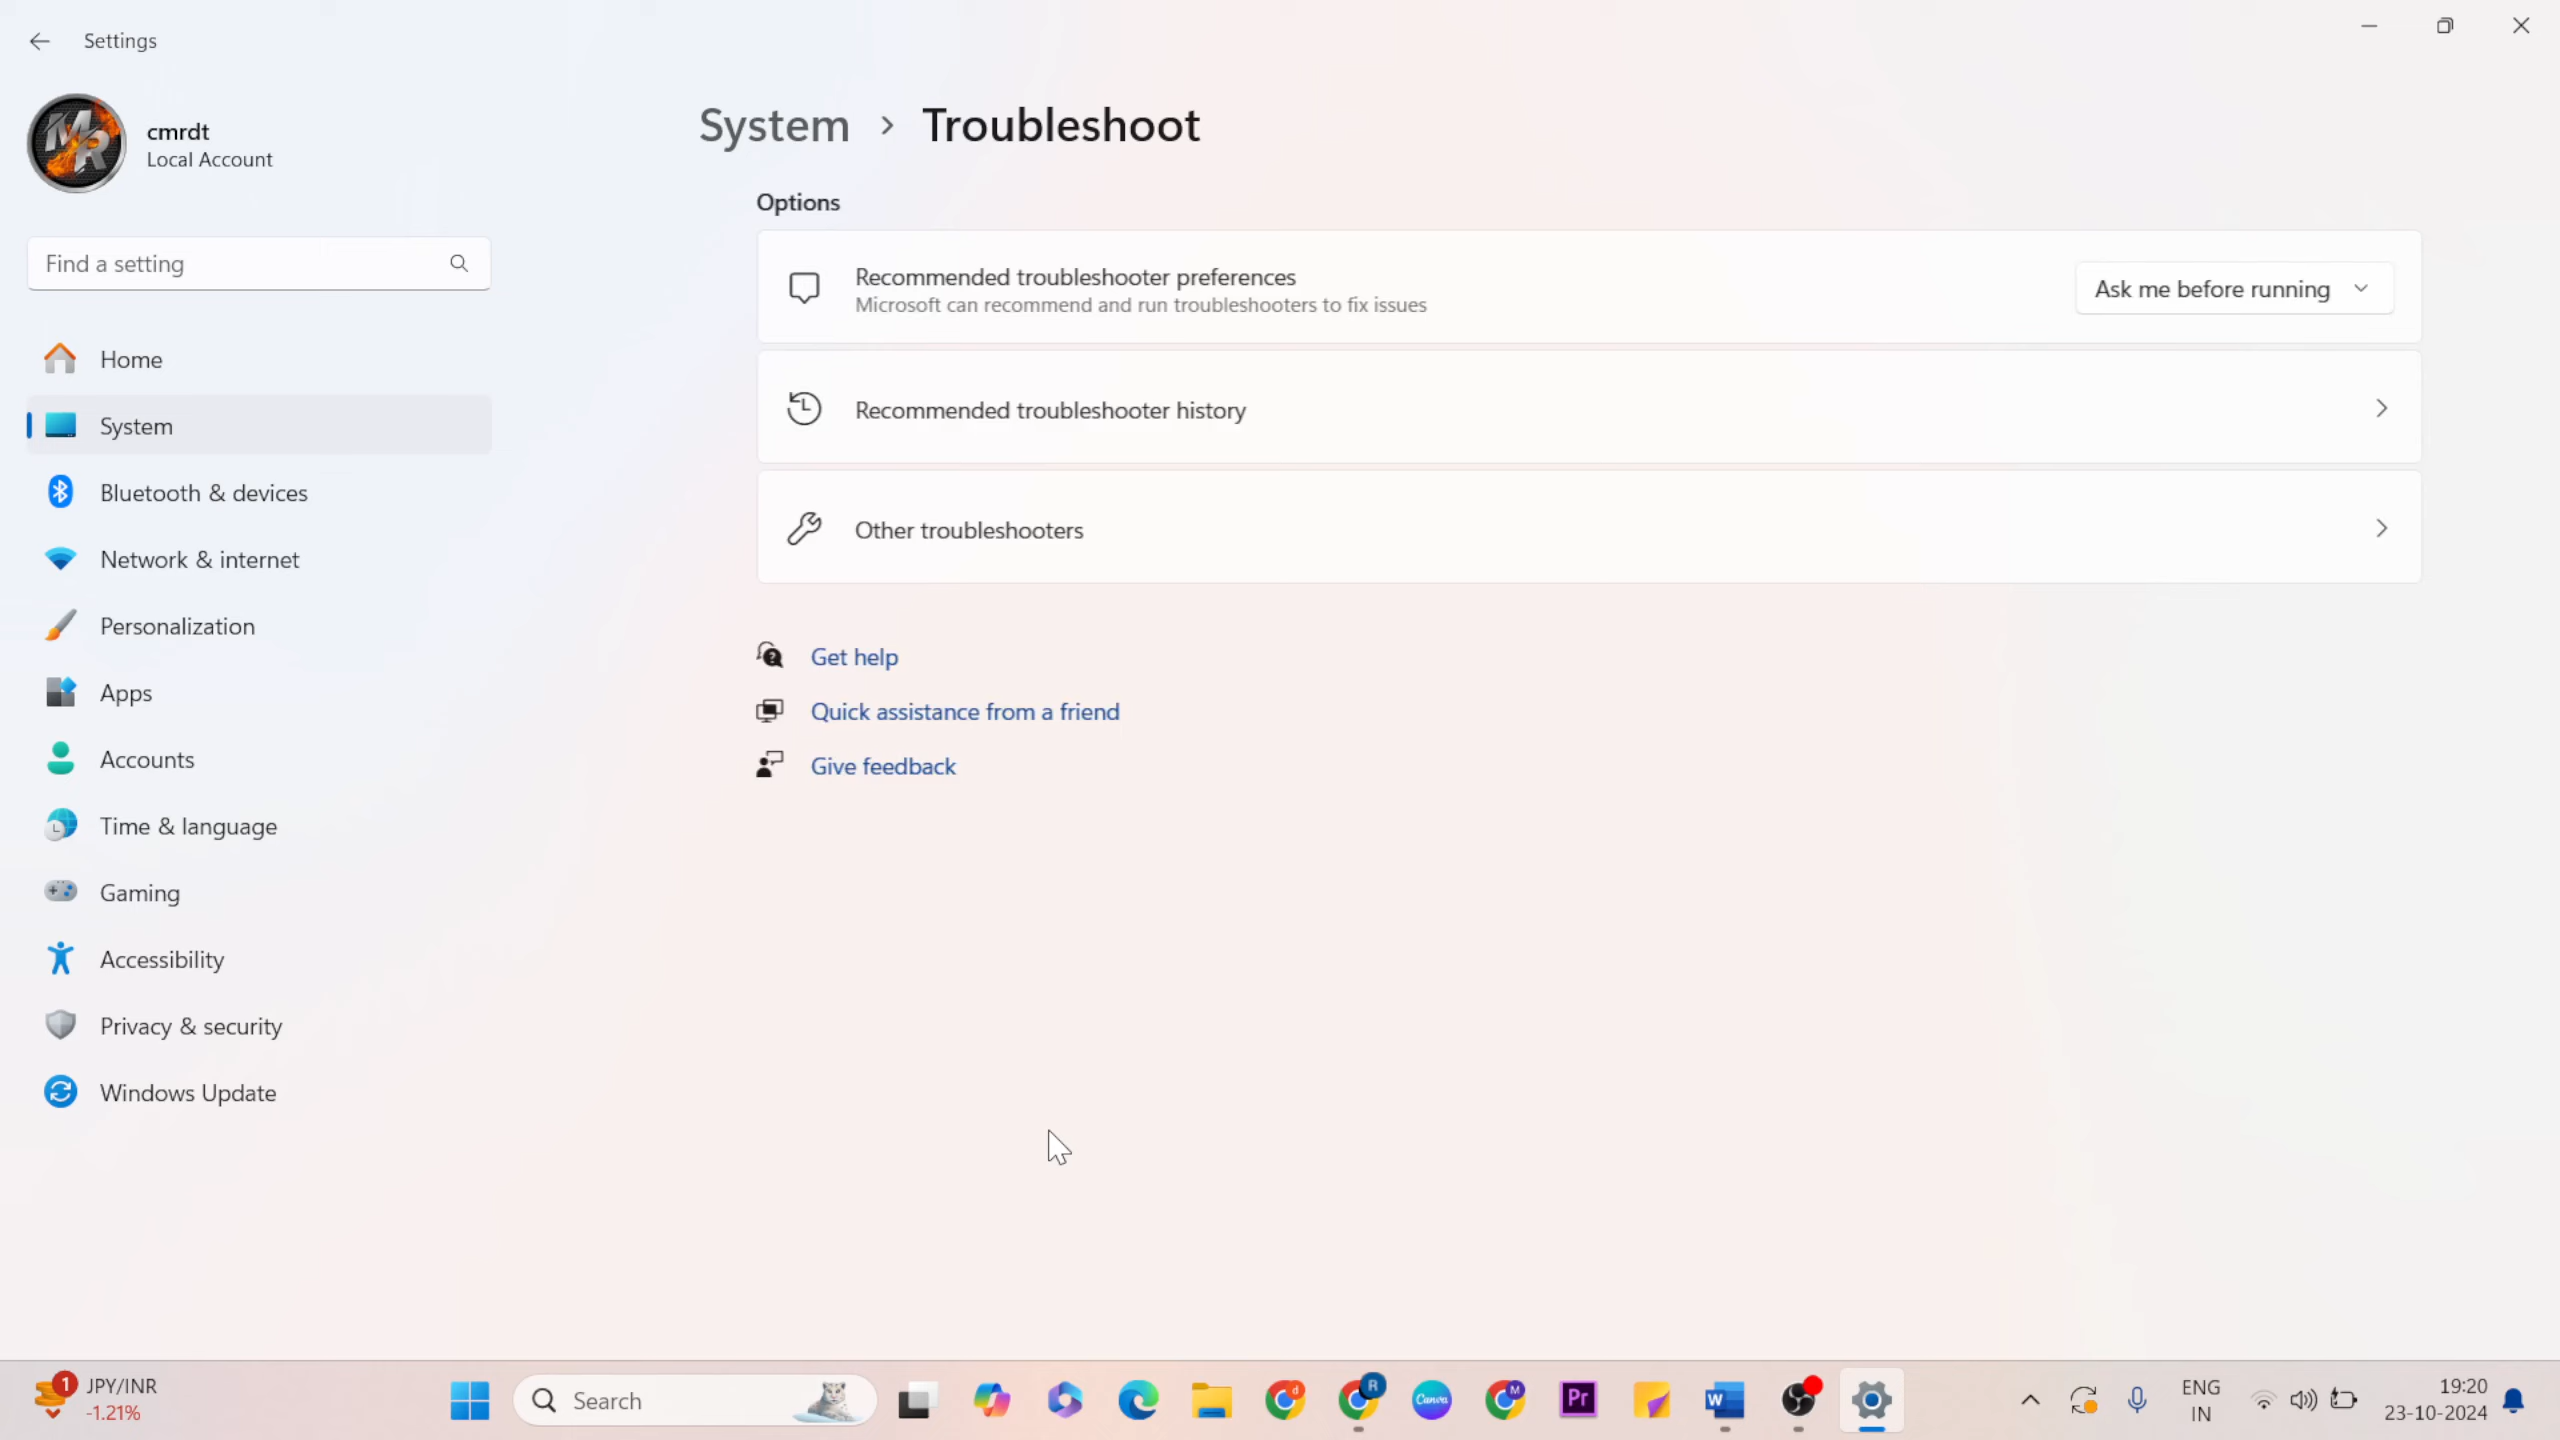 Settings
cmrdt
Local Account
Find a setting
Home
System
Bluetooth & devices
Network & internet
Personalization
Apps
Accounts
Time & language
Gaming
Accessibility
Privacy & security
Windows Update
System > Troubleshoot
Options
Recommended troubleshooter preferences
Microsoft can recommend and run troubleshooters to fix issues
Ask me before running
Recommended troubleshooter history
Other troubleshooters
Get help
Quick assistance from a friend
Give feedback
1
JPY/INR
-1.21%
Search
d
R
Canva
M
Pr
W
ENG
IN
19:20
23-10-2024